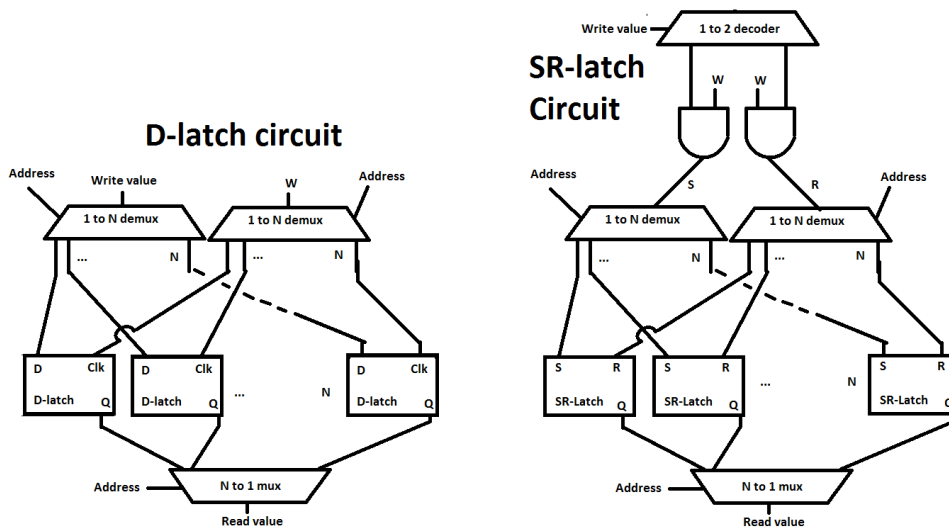 D-latch circuit
Address
Write value
W
Address
1 to N demux
1 to N demux
...
N
...
N
D
Clk
D-latch
Q
D
Clk
D-latch
Q
...
N
D
Clk
D-latch
Q
Address
N to 1 mux
Read value
Write value
1 to 2 decoder
SR-latch
Circuit
W
W
S
R
Address
Address
1 to N demux
1 to N demux
...
N
...
N
S
R
SR-Latch
Q
S
R
SR-Latch
Q
...
N
S
R
SR-Latch
Q
Address
N to 1 mux
Read value